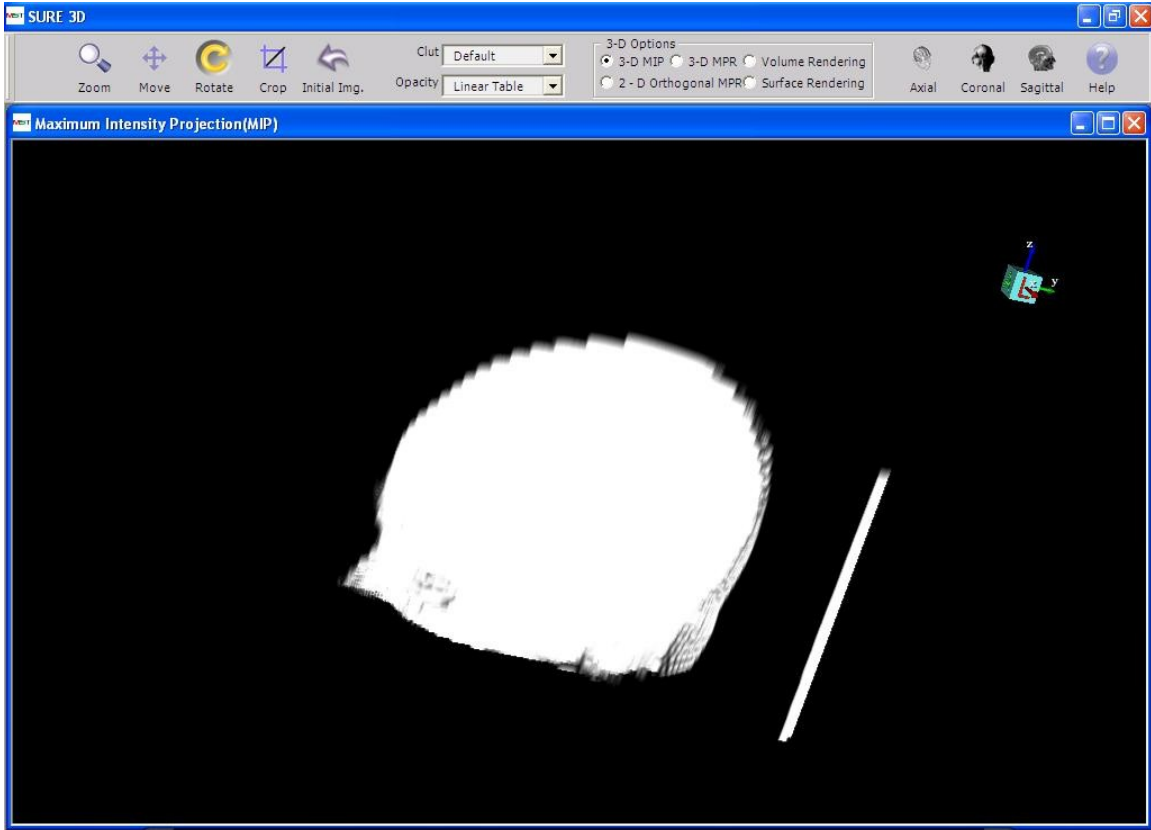 SURE 3D
Zoom
Move
Rotate
Crop
Initial Img.
Clut Default
Opacity Linear Table
3-D Options
3-D MIP 3-D MPR Volume Rendering
2 - D Orthogonal MPR Surface Rendering
Axial
Coronal
Sagittal
Help
Maximum Intensity Projection(MIP)
z
y
L